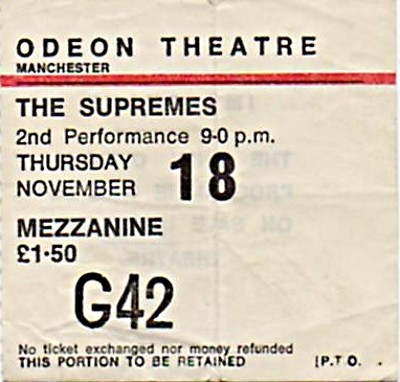 ODEON THEATRE
MANCHESTER
THE SUPREMES
2nd Performance 9-0 p.m.
THURSDAY 18
NOVEMBER
MEZZANINE
£1·50
G42
No ticket exchanged nor money refunded
THIS PORTION TO BE RETAINED [P.T.O.